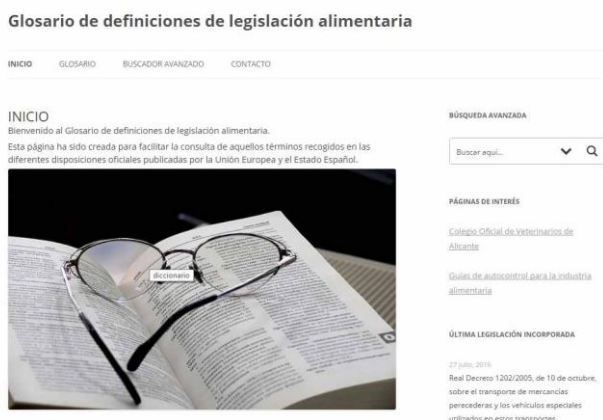 Glosario de definiciones de legislación alimentaria
INICIO GLOSARIO BUSCADOR AVANZADO CONTACTO
INICIO
Bienvenido al Glosario de definiciones de legislación alimentaria.
Esta página ha sido creada para facilitar la consulta de aquellos términos recogidos en las
diferentes disposiciones oficiales publicadas por la Unión Europea y el Estado Español.
diccionario
BÚSQUEDA AVANZADA
Buscar aquí...
PÁGINAS DE INTERÉS
Colegio Oficial de Veterinarios de
Alicante
Guías de autocontrol para la industria
alimentaria
ÚLTIMA LEGISLACIÓN INCORPORADA
27 julio, 2016
Real Decreto 1202/2005, de 10 de octubre,
sobre el transporte de mercancías
perecederas y los vehículos especiales
utilizados en estos transportes